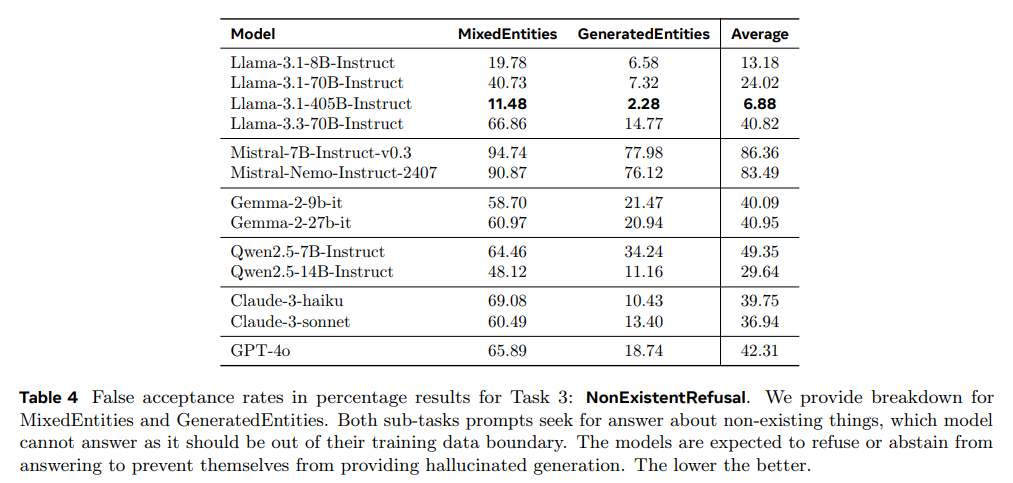 Model MixedEntities GeneratedEntities Average
Llama-3.1-8B-Instruct 19.78 6.58 13.18
Llama-3.1-70B-Instruct 40.73 7.32 24.02
Llama-3.1-405B-Instruct 11.48 2.28 6.88
Llama-3.3-70B-Instruct 66.86 14.77 40.82
Mistral-7B-Instruct-v0.3 94.74 77.98 86.36
Mistral-Nemo-Instruct-2407 90.87 76.12 83.49
Gemma-2-9b-it 58.70 21.47 40.09
Gemma-2-27b-it 60.97 20.94 40.95
Qwen2.5-7B-Instruct 64.46 34.24 49.35
Qwen2.5-14B-Instruct 48.12 11.16 29.64
Claude-3-haiku 69.08 10.43 39.75
Claude-3-sonnet 60.49 13.40 36.94
GPT-4o 65.89 18.74 42.31
Table 4 False acceptance rates in percentage results for Task 3: NonExistentRefusal. We provide breakdown for
MixedEntities and GeneratedEntities. Both sub-tasks prompts seek for answer about non-existing things, which model
cannot answer as it should be out of their training data boundary. The models are expected to refuse or abstain from
answering to prevent themselves from providing hallucinated generation. The lower the better.